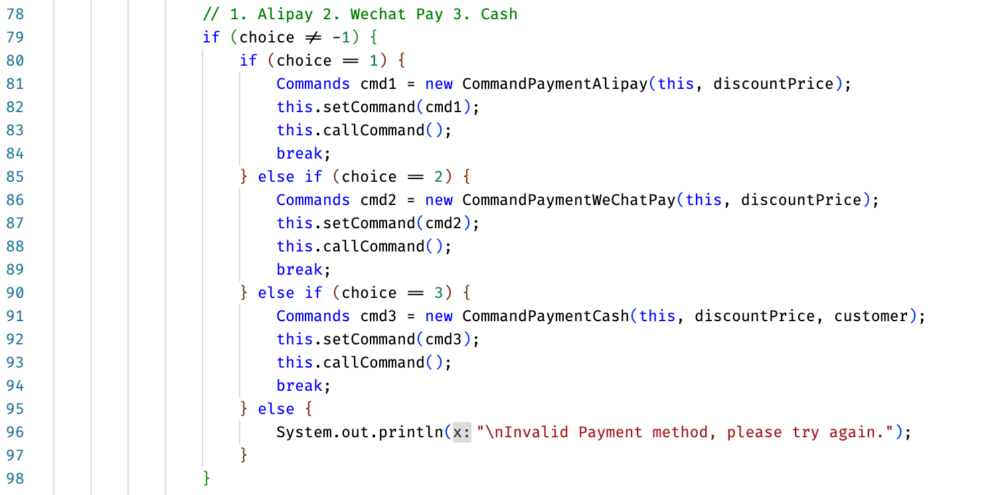 78 // 1. Alipay 2. Wechat Pay 3. Cash
79 if (choice != -1) {
80 if (choice == 1) {
81 Commands cmd1 = new CommandPaymentAlipay(this, discountPrice);
82 this.setCommand(cmd1);
83 this.callCommand();
84 break;
85 } else if (choice == 2) {
86 Commands cmd2 = new CommandPaymentWeChatPay(this, discountPrice);
87 this.setCommand(cmd2);
88 this.callCommand();
89 break;
90 } else if (choice == 3) {
91 Commands cmd3 = new CommandPaymentCash(this, discountPrice, customer);
92 this.setCommand(cmd3);
93 this.callCommand();
94 break;
95 } else {
96 System.out.println(x: "\nInvalid Payment method, please try again.");
97 }
98 }